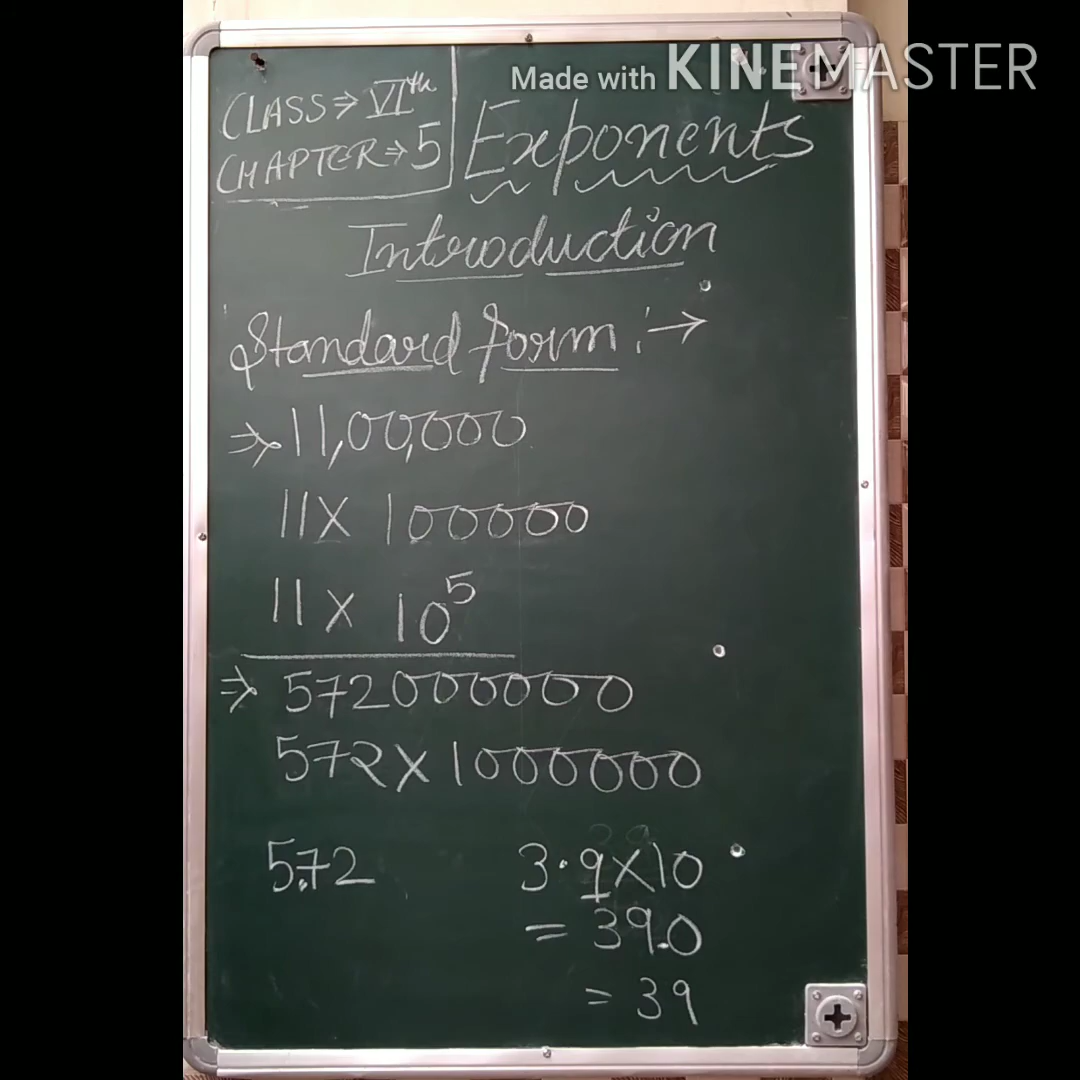 Made with KINEMASTER
CLASS ⇒ VIth
CHAPTER ⇒ 5
Exponents
Introduction
Standard form :→
⇒ 11,00,000
11 X 100000
11 X 10⁵
⇒ 572000000
572 X 1000000
5.72
3.9 X 10
= 39.0
= 39